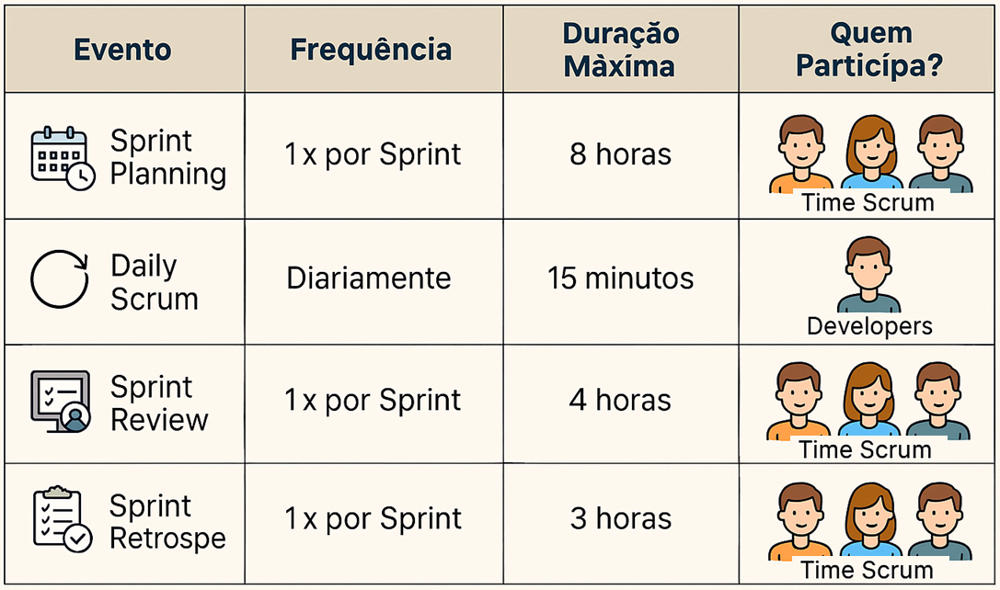 Evento
Frequência
Duração
Màxíma
Quem
Particípa?
Sprint
Planning
1 x por Sprint
8 horas
Time Scrum
Daily
Scrum
Diariamente
15 minutos
Developers
Sprint
Review
1 x por Sprint
4 horas
Time Scrum
Sprint
Retrospe
1 x por Sprint
3 horas
Time Scrum